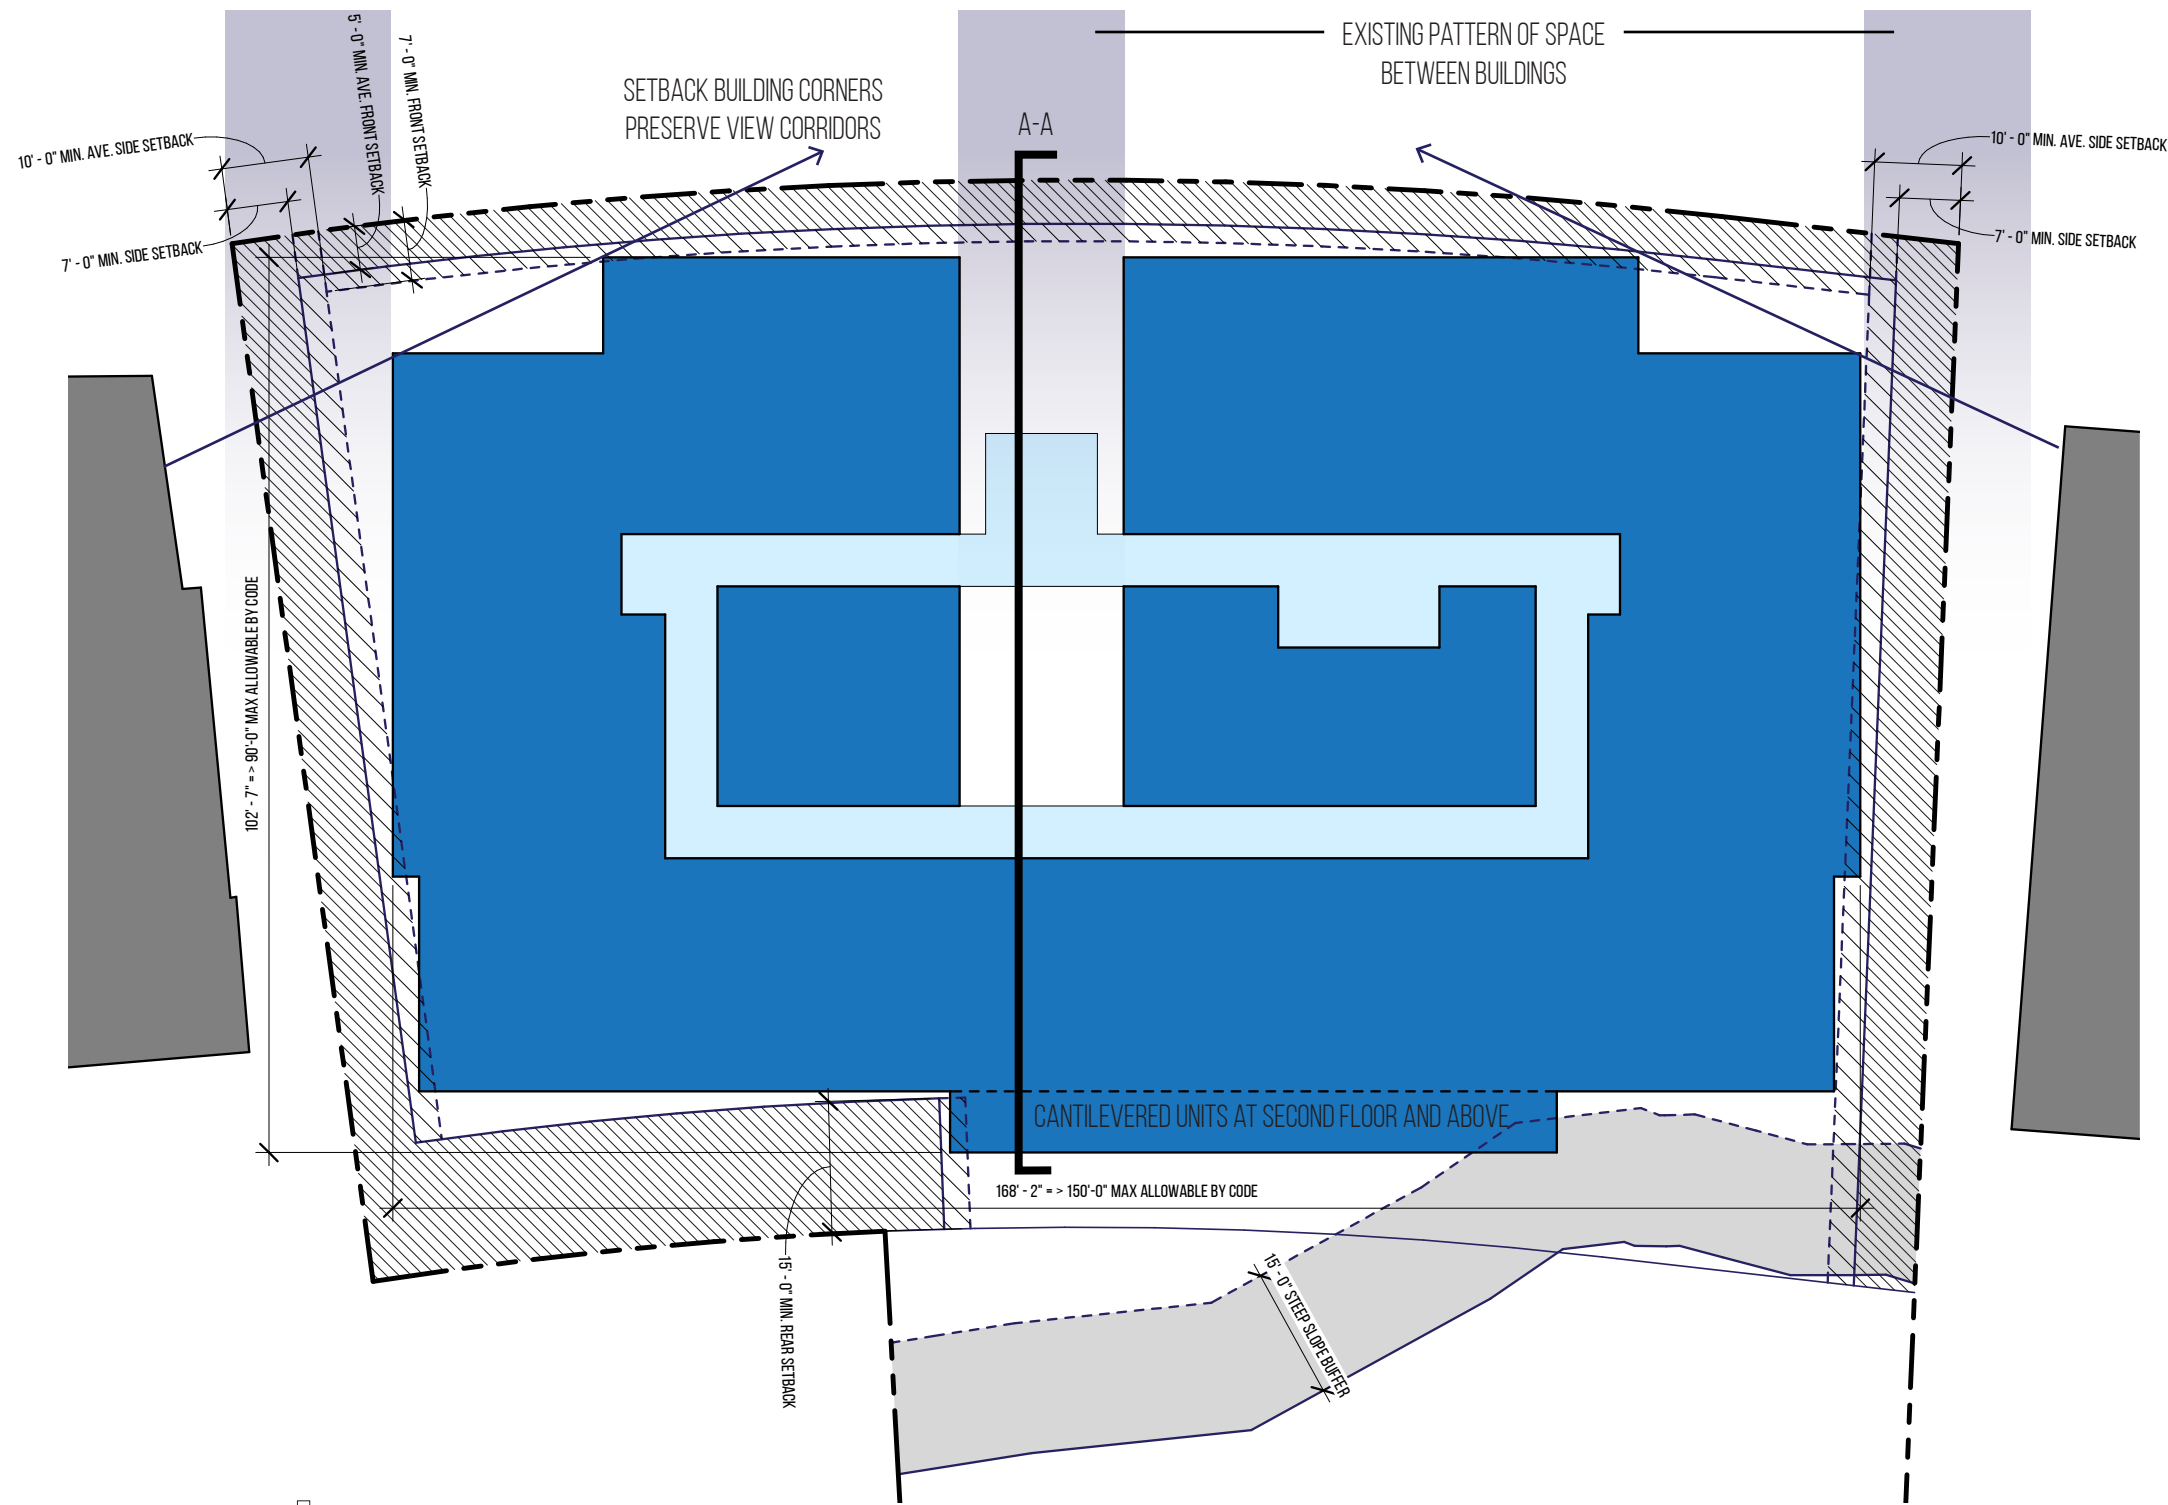 EXISTING PATTERN OF SPACE
BETWEEN BUILDINGS
SETBACK BUILDING CORNERS
PRESERVE VIEW CORRIDORS
A-A
5' - 0" MIN. AVE. FRONT SETBACK
7' - 0" MIN. FRONT SETBACK
10' - 0" MIN. AVE. SIDE SETBACK
7' - 0" MIN. SIDE SETBACK
10' - 0" MIN. AVE. SIDE SETBACK
7' - 0" MIN. SIDE SETBACK
102' - 7" = > 90'-0" MAX ALLOWABLE BY CODE
CANTILEVERED UNITS AT SECOND FLOOR AND ABOVE
168' - 2" = > 150'-0" MAX ALLOWABLE BY CODE
15' - 0" MIN. REAR SETBACK
15' - 0" STEEP SLOPE BUFFER